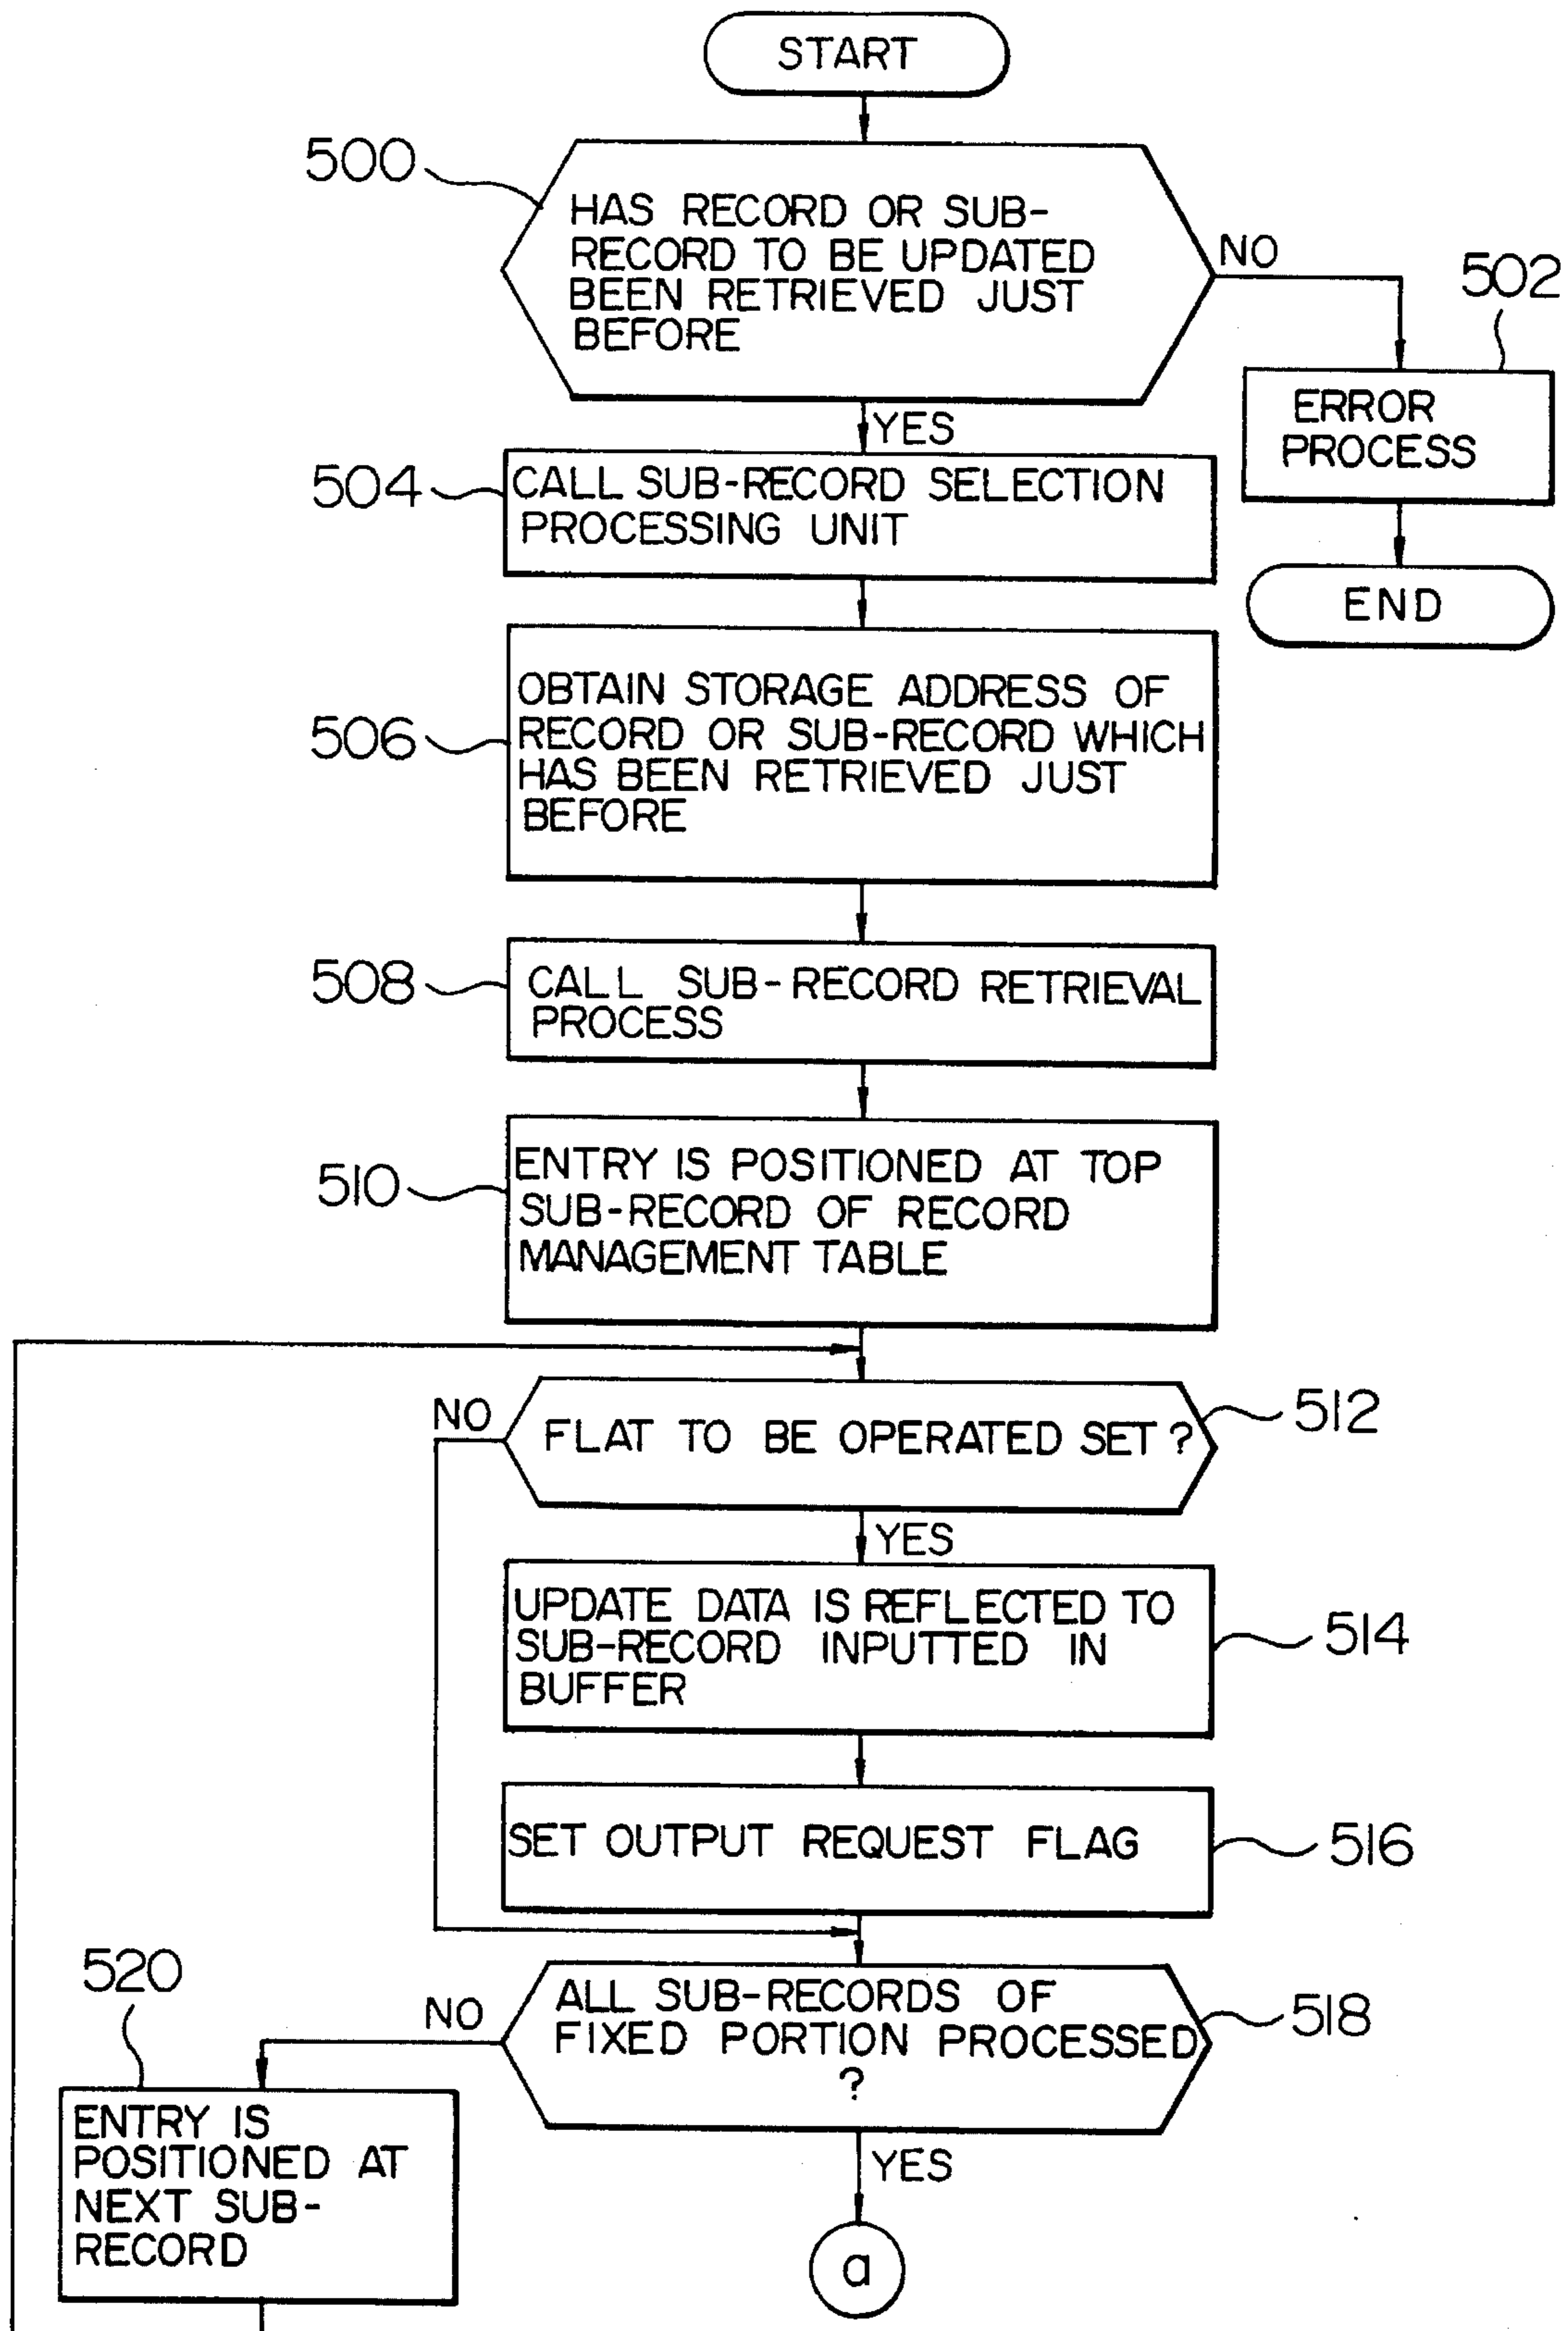 START
500
HAS RECORD OR SUB-
RECORD TO BE UPDATED
BEEN RETRIEVED JUST
BEFORE
NO
502
ERROR
PROCESS
END
YES
504
CALL SUB-RECORD SELECTION
PROCESSING UNIT
506
OBTAIN STORAGE ADDRESS OF
RECORD OR SUB-RECORD WHICH
HAS BEEN RETRIEVED JUST
BEFORE
508
CALL SUB-RECORD RETRIEVAL
PROCESS
510
ENTRY IS POSITIONED AT TOP
SUB-RECORD OF RECORD
MANAGEMENT TABLE
NO
FLAT TO BE OPERATED SET ?
512
YES
UPDATE DATA IS REFLECTED TO
SUB-RECORD INPUTTED IN
BUFFER
514
SET OUTPUT REQUEST FLAG
516
520
NO
ALL SUB-RECORDS OF
FIXED PORTION PROCESSED
?
518
ENTRY IS
POSITIONED AT
NEXT SUB-
RECORD
YES
a